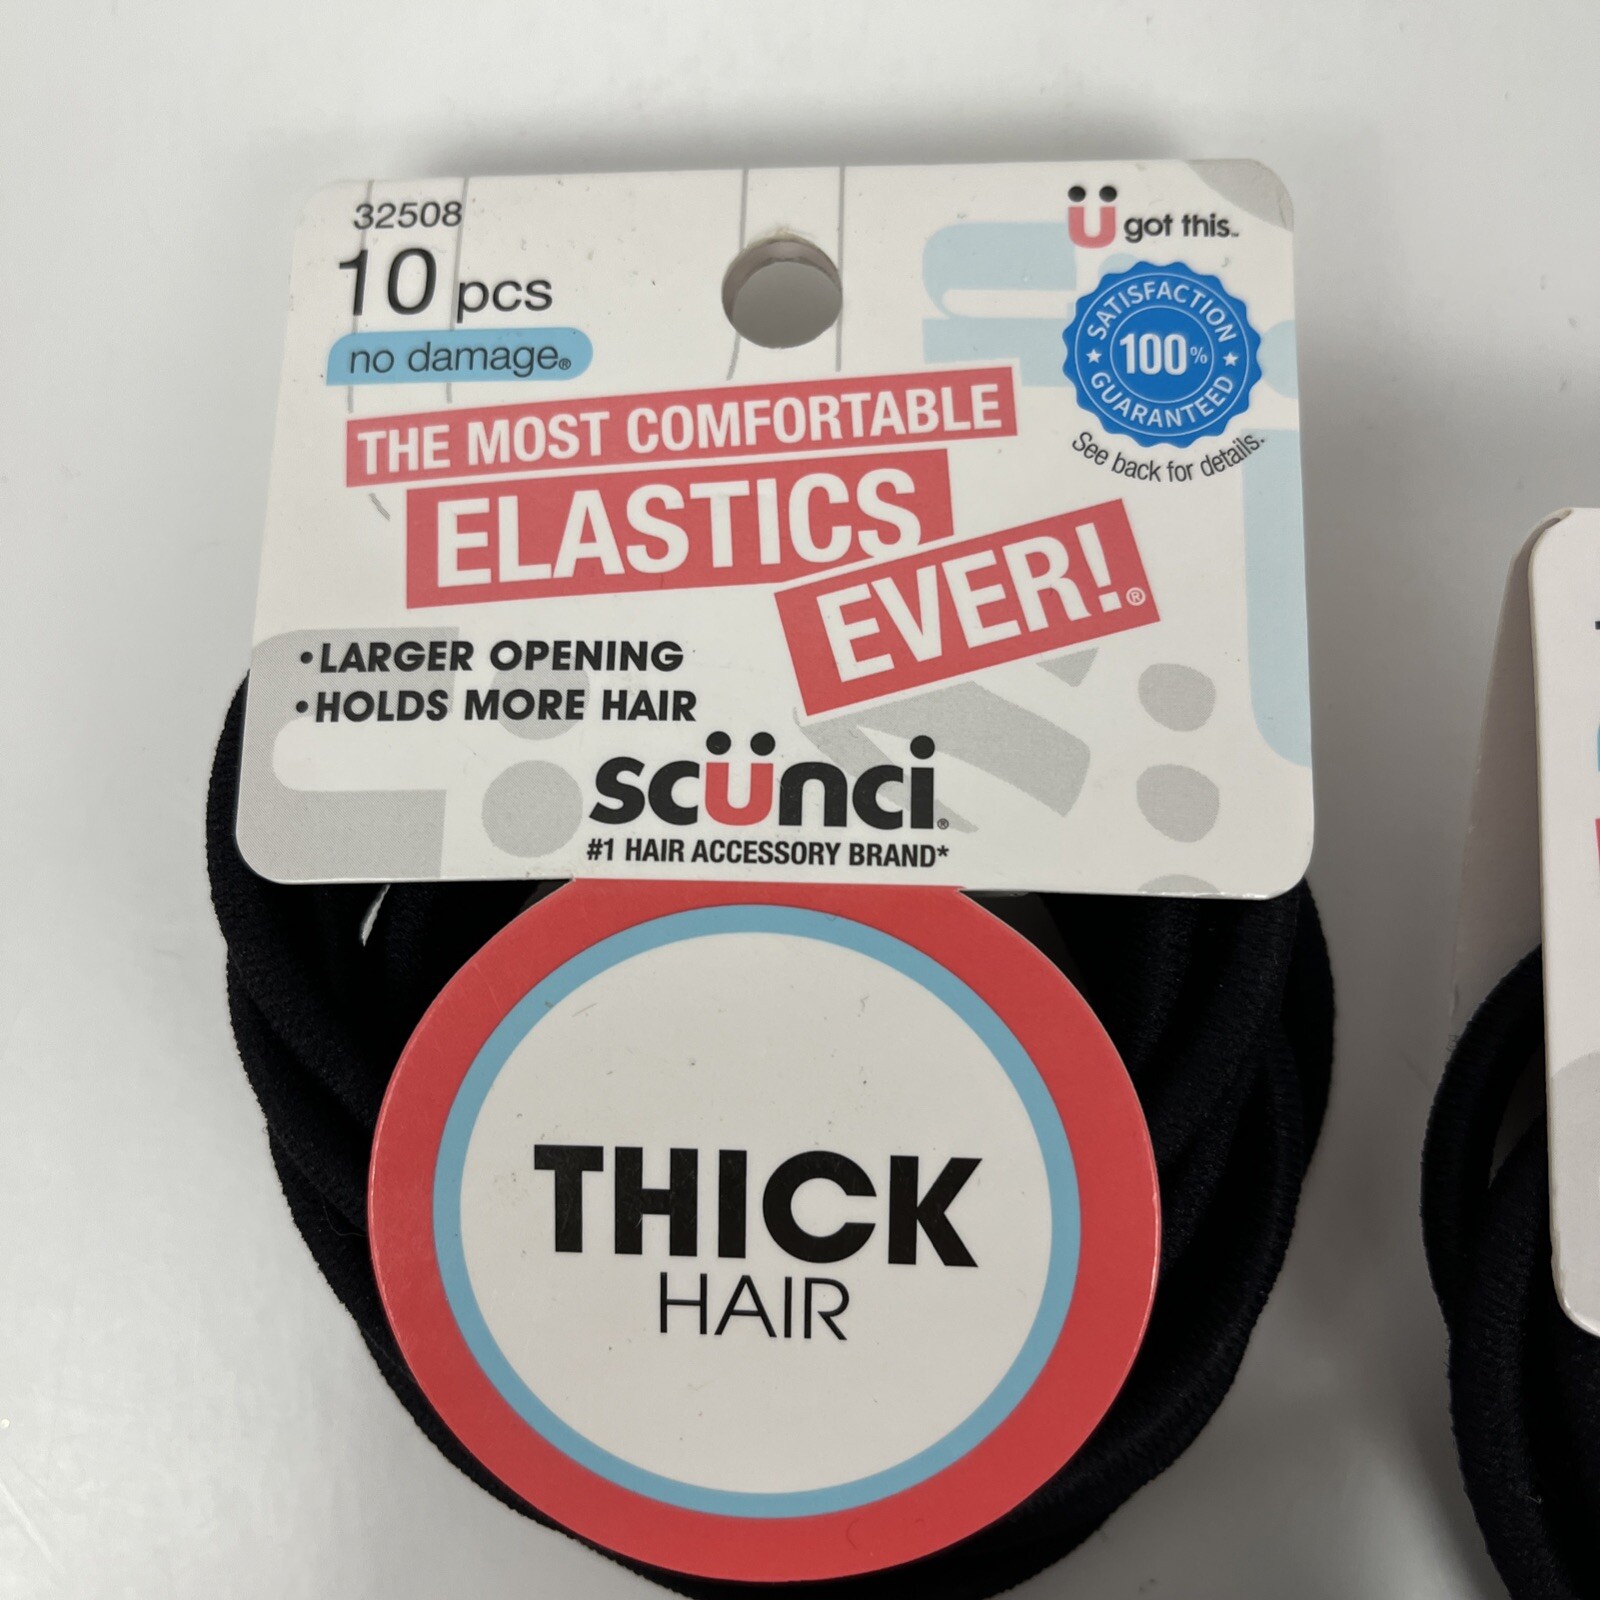 32508
10 pcs
no damage®
Ü got this.™
SATISFACTION
100%
GUARANTEED
See back for details.
THE MOST COMFORTABLE
ELASTICS
EVER!®
•LARGER OPENING
•HOLDS MORE HAIR
scünci®
#1 HAIR ACCESSORY BRAND*
THICK
HAIR